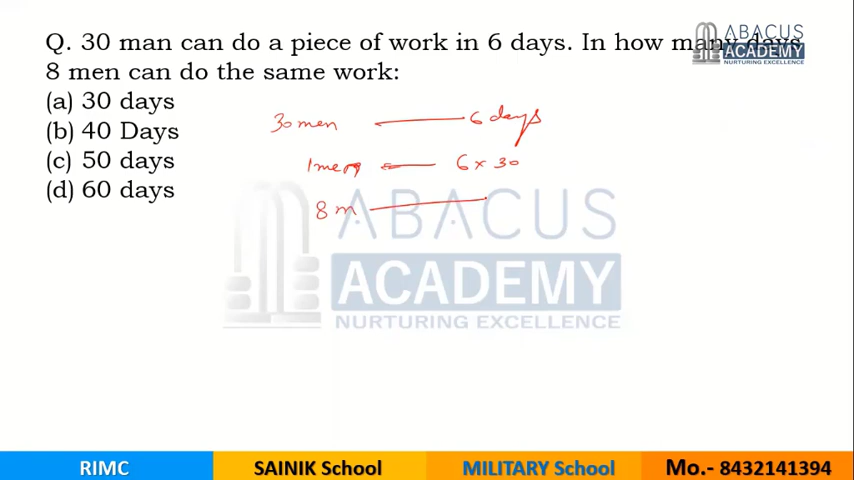 Q. 30 man can do a piece of work in 6 days. In how many days
8 men can do the same work:
(a) 30 days
(b) 40 Days
(c) 50 days
(d) 60 days
30 men — 6 days
1 men — 6 × 30
8 m —
ABACUS
ACADEMY
NURTURING EXCELLENCE
ABACUS
ACADEMY
NURTURING EXCELLENCE
RIMC
SAINIK School
MILITARY School
Mo.- 8432141394